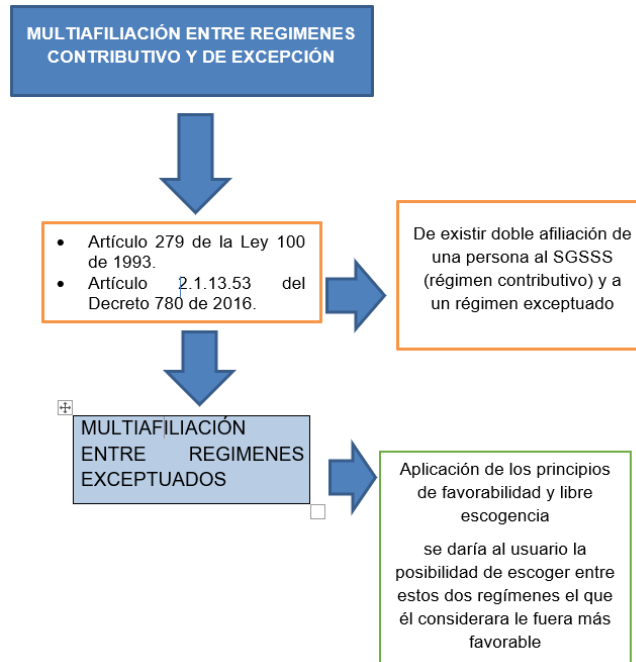 MULTIAFILIACIÓN ENTRE REGIMENES
CONTRIBUTIVO Y DE EXCEPCIÓN
• Artículo 279 de la Ley 100
de 1993.
• Artículo 2.1.13.53 del
Decreto 780 de 2016.
De existir doble afiliación de
una persona al SGSSS
(régimen contributivo) y a
un régimen exceptuado
MULTIAFILIACIÓN
ENTRE REGIMENES
EXCEPTUADOS
Aplicación de los principios
de favorabilidad y libre
escogencia
se daría al usuario la
posibilidad de escoger entre
estos dos regímenes el que
él considerara le fuera más
favorable